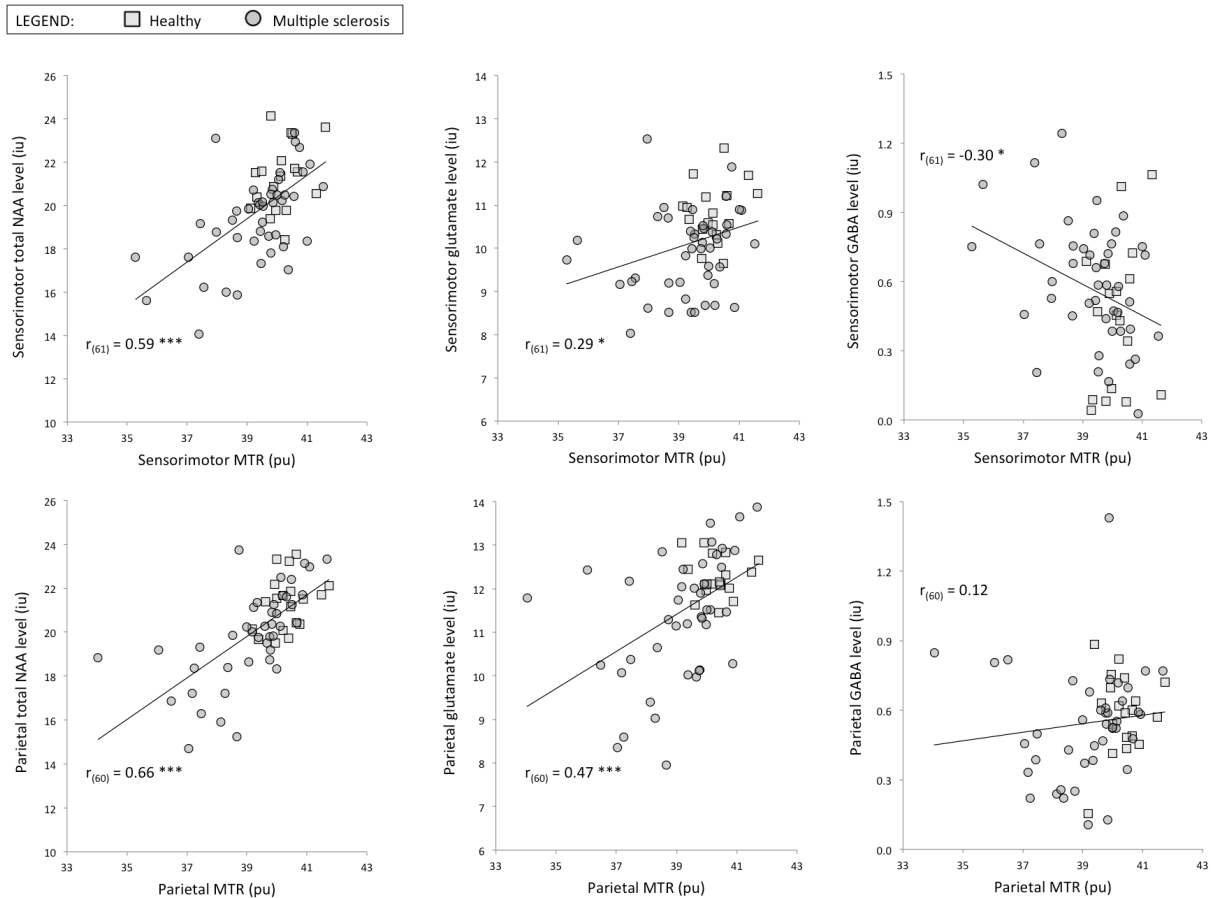 LEGEND: Healthy Multiple sclerosis
26
24
22
20
18
16
14
12
10
33 35 37 39 41 43
Sensorimotor total NAA level (iu)
Sensorimotor MTR (pu)
r(61) = 0.59 ***
14
13
12
11
10
9
8
7
6
33 35 37 39 41 43
Sensorimotor glutamate level (iu)
Sensorimotor MTR (pu)
r(61) = 0.29 *
1.5
1.2
0.9
0.6
0.3
0.0
33 35 37 39 41 43
Sensorimotor GABA level (iu)
Sensorimotor MTR (pu)
r(61) = -0.30 *
26
24
22
20
18
16
14
12
10
33 35 37 39 41 43
Parietal total NAA level (iu)
Parietal MTR (pu)
r(60) = 0.66 ***
14
13
12
11
10
9
8
7
6
33 35 37 39 41 43
Parietal glutamate level (iu)
Parietal MTR (pu)
r(60) = 0.47 ***
1.5
1.2
0.9
0.6
0.3
0.0
33 35 37 39 41 43
Parietal GABA level (iu)
Parietal MTR (pu)
r(60) = 0.12